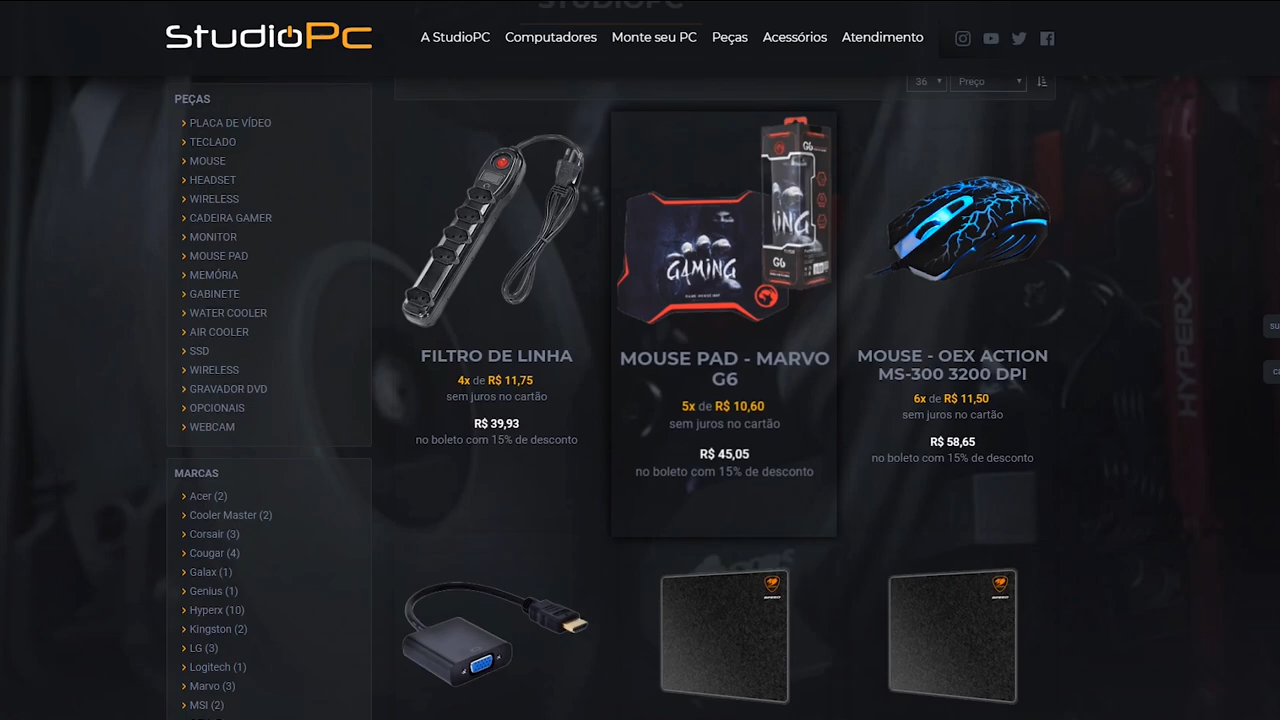 STUDIOPC
StudioPc
A StudioPC
Computadores
Monte seu PC
Peças
Acessórios
Atendimento
36
Preço
PEÇAS
PLACA DE VÍDEO
TECLADO
MOUSE
HEADSET
WIRELESS
CADEIRA GAMER
MONITOR
MOUSE PAD
MEMÓRIA
GABINETE
WATER COOLER
AIR COOLER
SSD
WIRELESS
GRAVADOR DVD
OPCIONAIS
WEBCAM
MARCAS
Acer (2)
Cooler Master (2)
Corsair (3)
Cougar (4)
Galax (1)
Genius (1)
Hyperx (10)
Kingston (2)
LG (3)
Logitech (1)
Marvo (3)
MSI (2)
FILTRO DE LINHA
4x de R$ 11,75
sem juros no cartão
R$ 39,93
no boleto com 15% de desconto
GAMING
G6
G6
MOUSE PAD - MARVO
G6
5x de R$ 10,60
sem juros no cartão
R$ 45,05
no boleto com 15% de desconto
MOUSE - OEX ACTION
MS-300 3200 DPI
6x de R$ 11,50
sem juros no cartão
R$ 58,65
no boleto com 15% de desconto
HYPERX
SPEED
SPEED